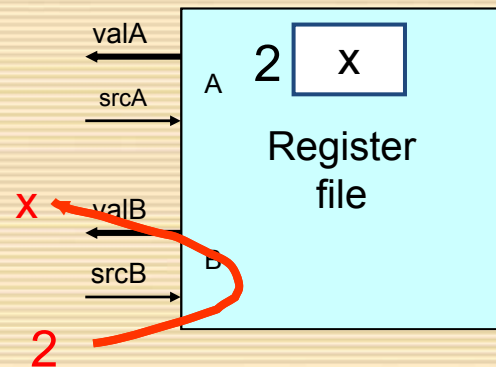 valA
A
2 x
srcA
Register
file
x
valB
B
srcB
2